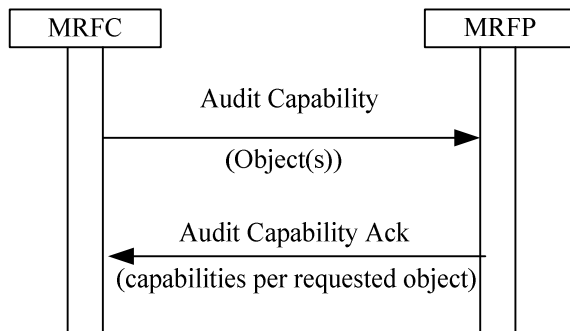 MRFC
MRFP
Audit Capability
(Object(s))
Audit Capability Ack
(capabilities per requested object)